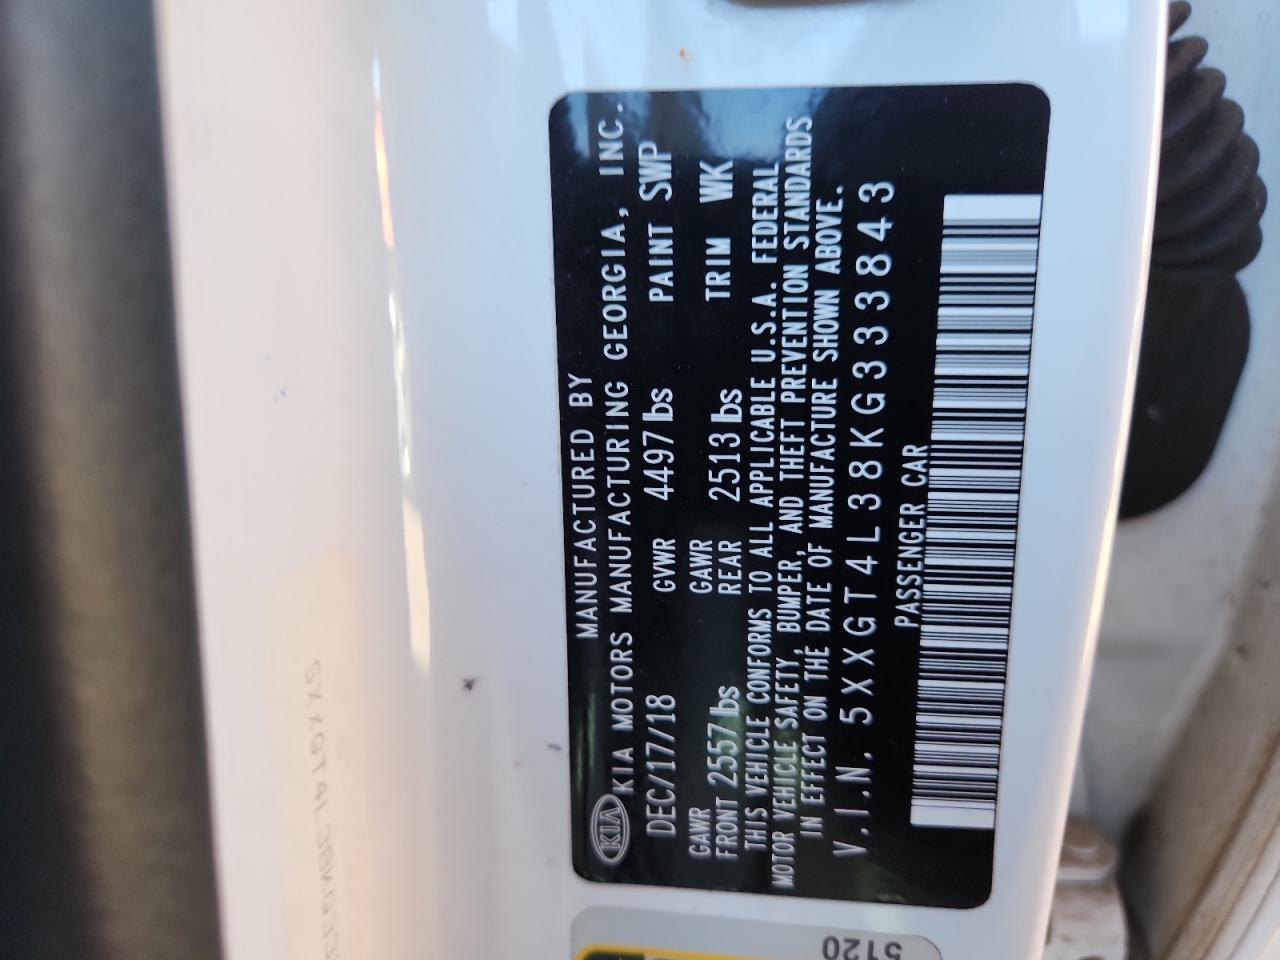 MANUFACTURED BY
KIA KIA MOTORS MANUFACTURING GEORGIA, INC.
DEC/17/18 GVWR 4497 lbs PAINT SWP
GAWR FRONT 2557 lbs GAWR REAR 2513 lbs TRIM WK
THIS VEHICLE CONFORMS TO ALL APPLICABLE U.S.A. FEDERAL
MOTOR VEHICLE SAFETY, BUMPER, AND THEFT PREVENTION STANDARDS
IN EFFECT ON THE DATE OF MANUFACTURE SHOWN ABOVE.
V.I.N. 5XXGT4L38KG333843
PASSENGER CAR
5120